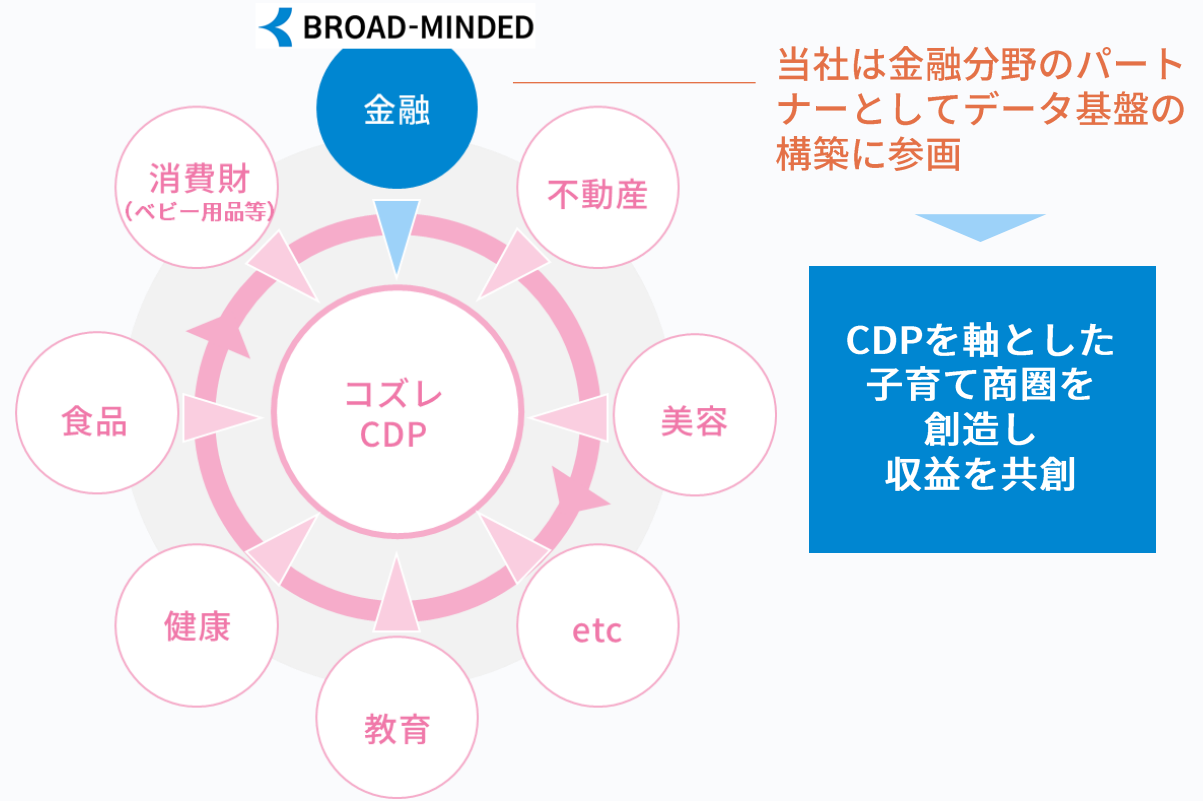 BROAD-MINDED
金融
当社は金融分野のパート
ナーとしてデータ基盤の
構築に参画
消費財
（ベビー用品等）
不動産
CDPを軸とした
子育て商圏を
創造し
収益を共創
コズレ
CDP
食品
美容
健康
etc
教育